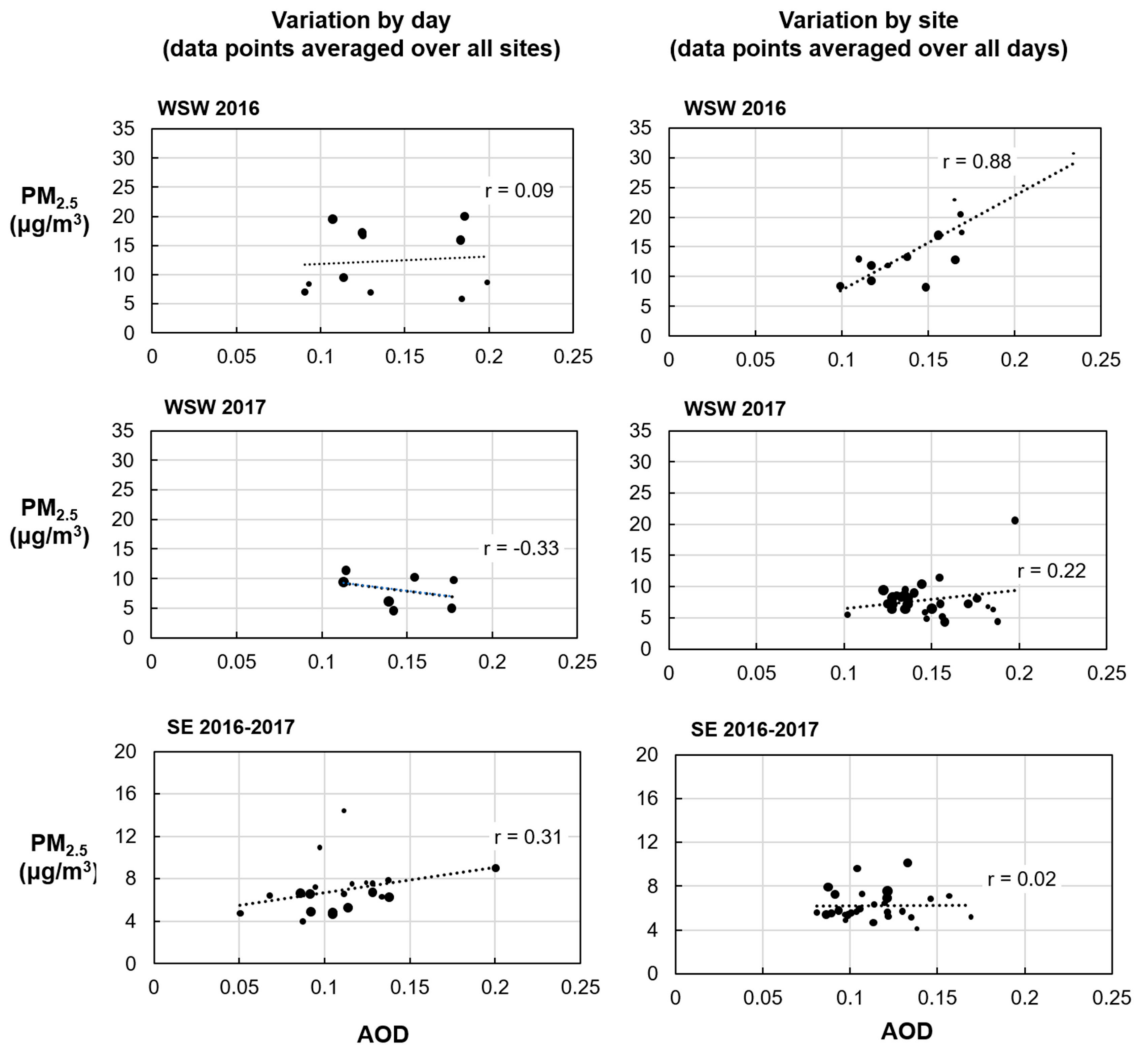 Variation by day
(data points averaged over all sites)
Variation by site
(data points averaged over all days)
WSW 2016
35
30
25
20
15
10
5
0
0 0.05 0.1 0.15 0.2 0.25
r = 0.09
PM2.5
(µg/m³)
WSW 2016
35
30
25
20
15
10
5
0
0 0.05 0.1 0.15 0.2 0.25
r = 0.88
WSW 2017
35
30
25
20
15
10
5
0
0 0.05 0.1 0.15 0.2 0.25
r = -0.33
PM2.5
(µg/m³)
WSW 2017
35
30
25
20
15
10
5
0
0 0.05 0.1 0.15 0.2 0.25
r = 0.22
SE 2016-2017
20
16
12
8
4
0
0 0.05 0.1 0.15 0.2 0.25
r = 0.31
PM2.5
(µg/m³)
AOD
SE 2016-2017
20
16
12
8
4
0
0 0.05 0.1 0.15 0.2 0.25
r = 0.02
AOD